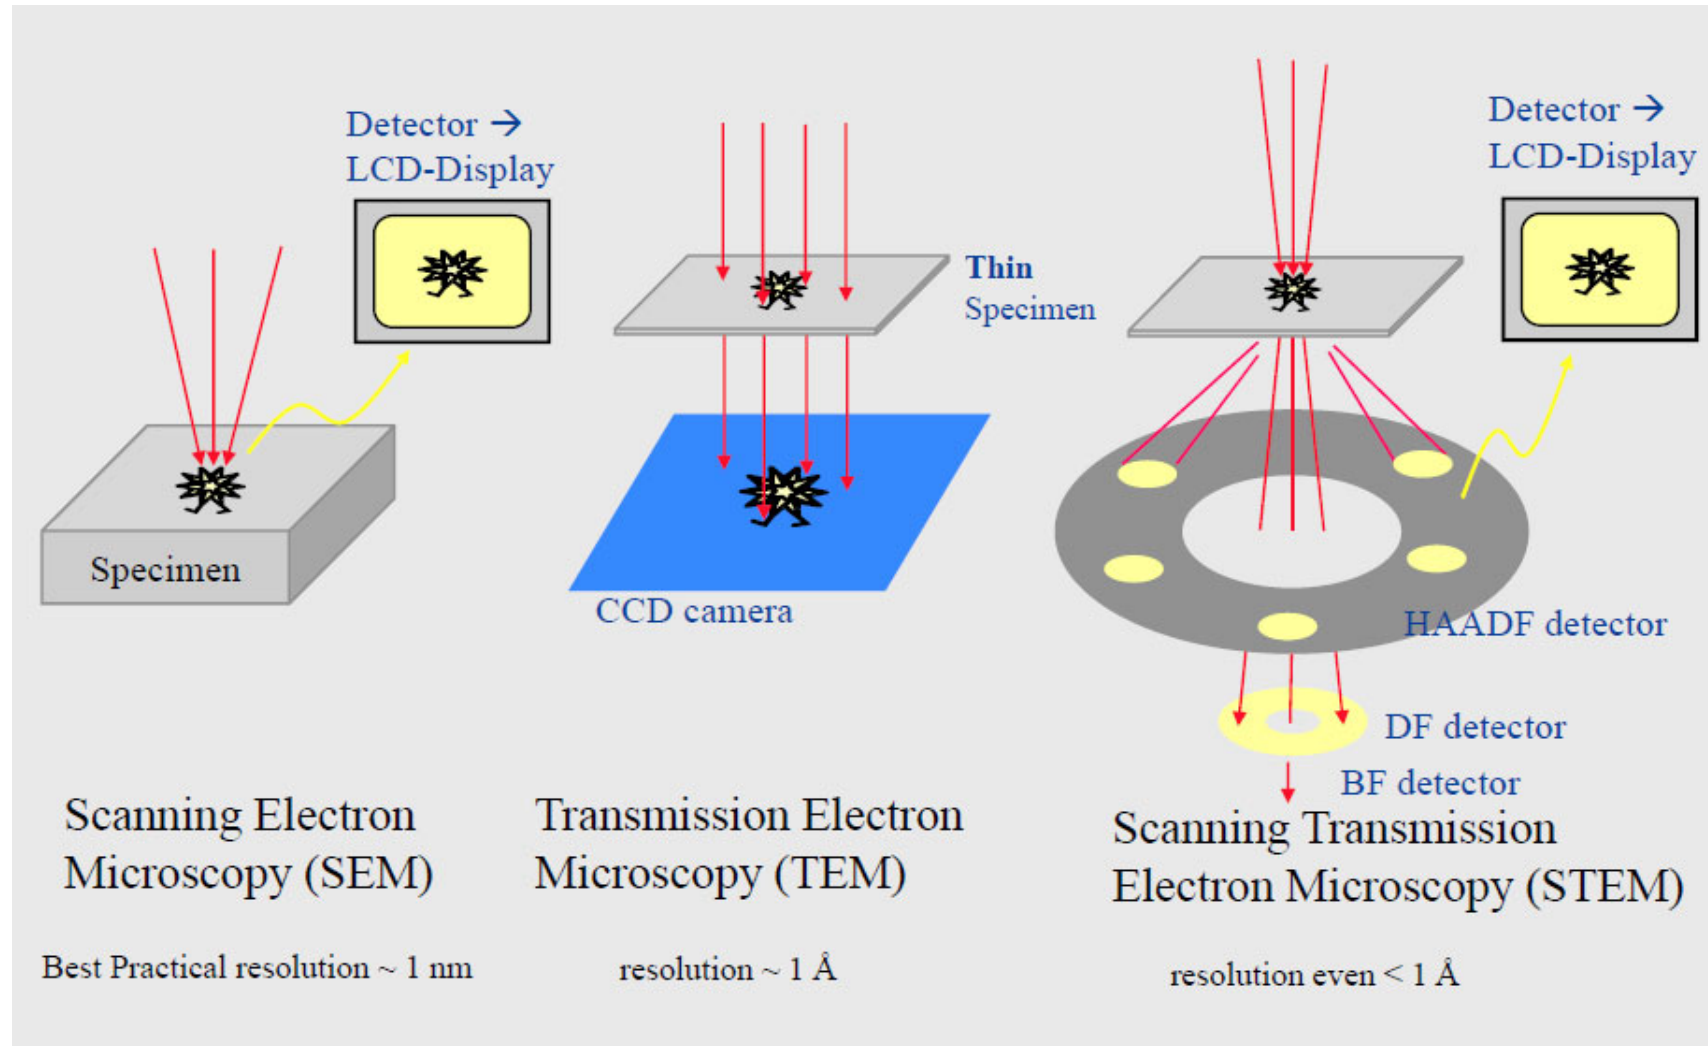 Detector →
LCD-Display
Specimen
Scanning Electron
Microscopy (SEM)
Best Practical resolution ~ 1 nm
Thin
Specimen
CCD camera
Transmission Electron
Microscopy (TEM)
resolution ~ 1 Å
Detector →
LCD-Display
HAADF detector
DF detector
BF detector
Scanning Transmission
Electron Microscopy (STEM)
resolution even < 1 Å